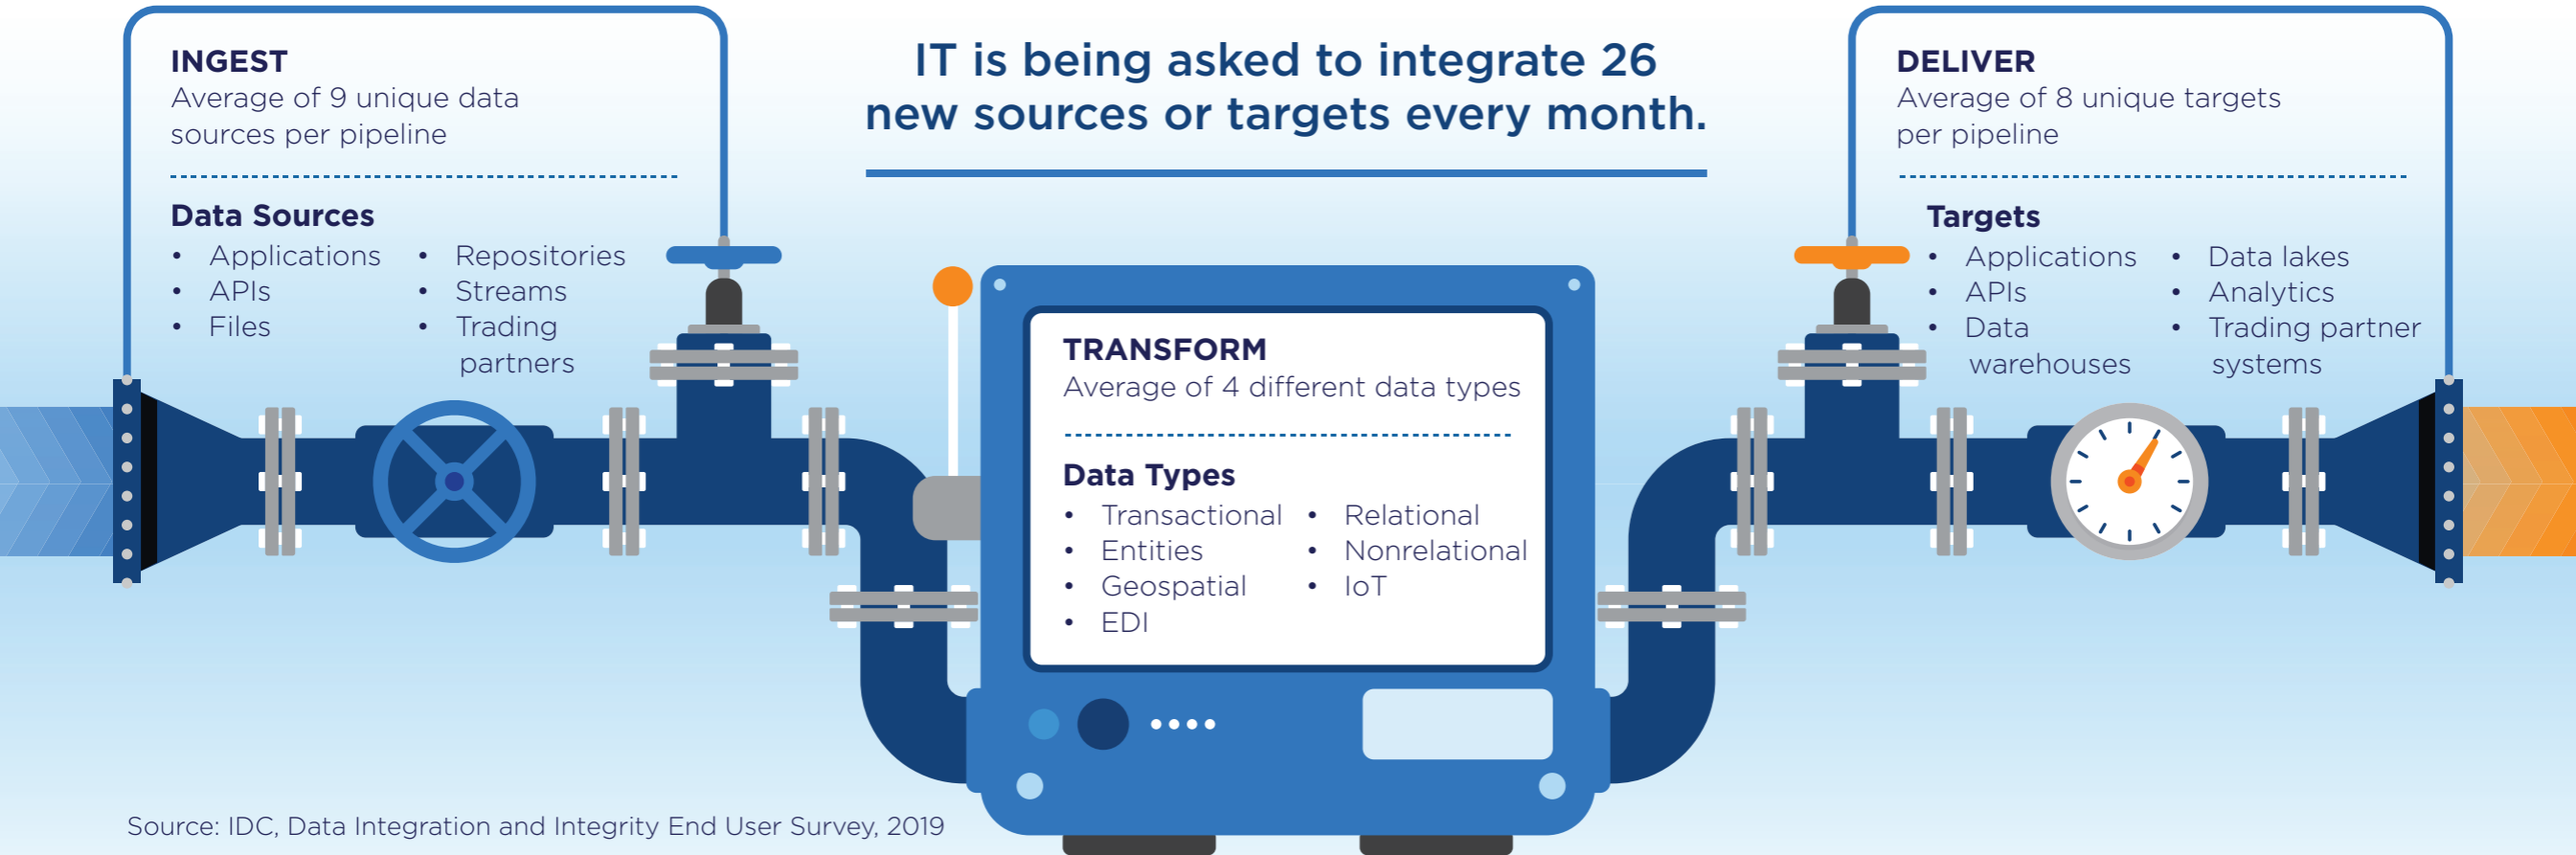 INGEST
Average of 9 unique data
sources per pipeline
Data Sources
• Applications
• APIs
• Files
• Repositories
• Streams
• Trading
partners
IT is being asked to integrate 26
new sources or targets every month.
TRANSFORM
Average of 4 different data types
Data Types
• Transactional
• Entities
• Geospatial
• EDI
• Relational
• Nonrelational
• IoT
DELIVER
Average of 8 unique targets
per pipeline
Targets
• Applications
• APIs
• Data
warehouses
• Data lakes
• Analytics
• Trading partner
systems
Source: IDC, Data Integration and Integrity End User Survey, 2019